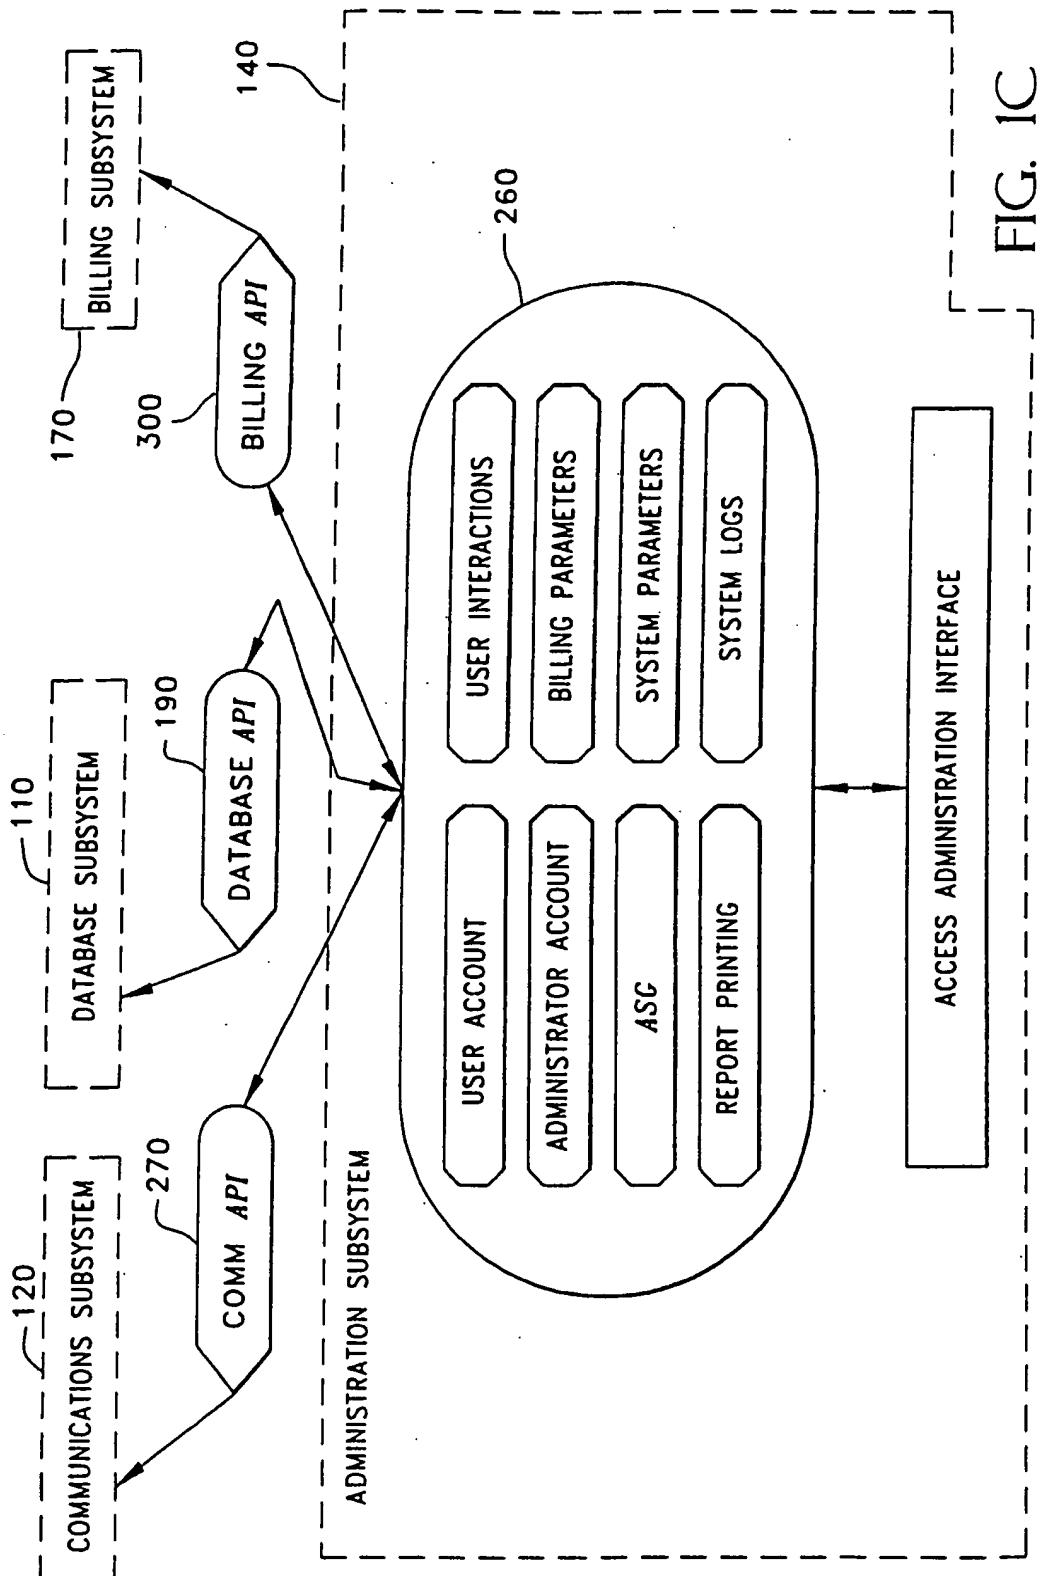 120
COMMUNICATIONS SUBSYSTEM
110
DATABASE SUBSYSTEM
170
BILLING SUBSYSTEM
270
COMM API
190
DATABASE API
300
BILLING API
140
ADMINISTRATION SUBSYSTEM
260
USER ACCOUNT
USER INTERACTIONS
ADMINISTRATOR ACCOUNT
BILLING PARAMETERS
ASG
SYSTEM PARAMETERS
REPORT PRINTING
SYSTEM LOGS
ACCESS ADMINISTRATION INTERFACE
FIG. 1C